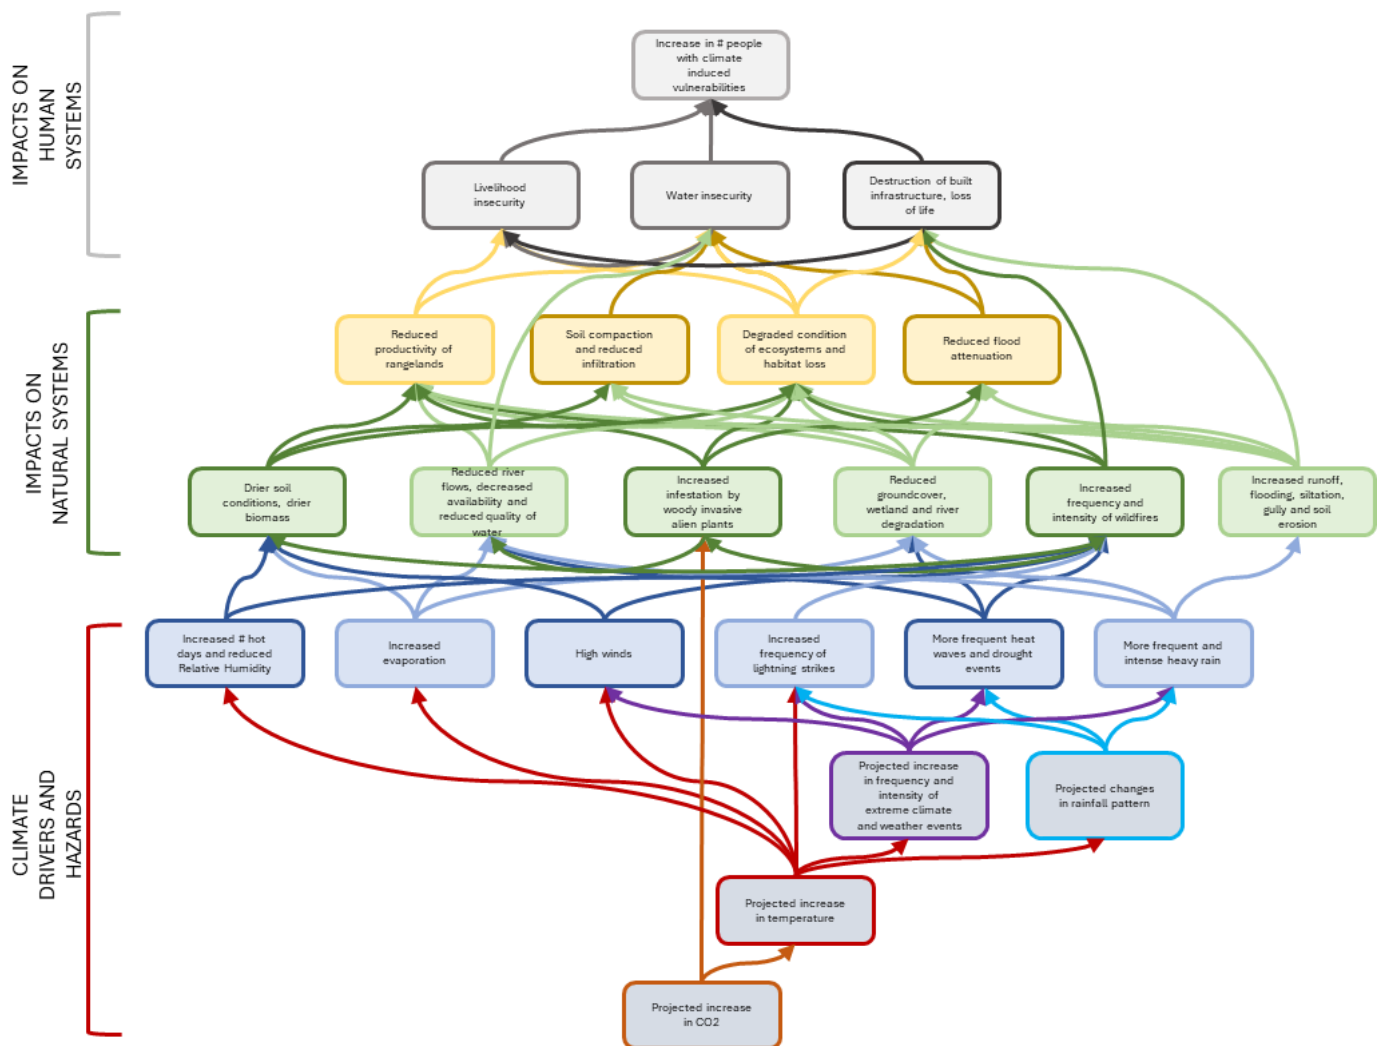 IMPACTS ON
HUMAN
SYSTEMS
Increase in # people
with climate
induced
vulnerabilities
Livelihood
insecurity
Water insecurity
Destruction of built
infrastructure, loss
of life
IMPACTS ON
NATURAL SYSTEMS
Reduced
productivity of
rangelands
Soil compaction
and reduced
infiltration
Degraded condition
of ecosystems and
habitat loss
Reduced flood
attenuation
Drier soil
conditions, drier
biomass
Reduced river
flows, decreased
availability and
reduced quality of
water
Increased
infestation by
woody invasive
alien plants
Reduced
groundcover,
wetland and river
degradation
Increased
frequency and
intensity of wildfires
Increased runoff,
flooding, siltation,
gully and soil
erosion
CLIMATE
DRIVERS AND
HAZARDS
Increased # hot
days and reduced
Relative Humidity
Increased
evaporation
High winds
Increased
frequency of
lightning strikes
More frequent heat
waves and drought
events
More frequent and
intense heavy rain
Projected increase
in frequency and
intensity of
extreme climate
and weather events
Projected changes
in rainfall pattern
Projected increase
in temperature
Projected increase
in CO2